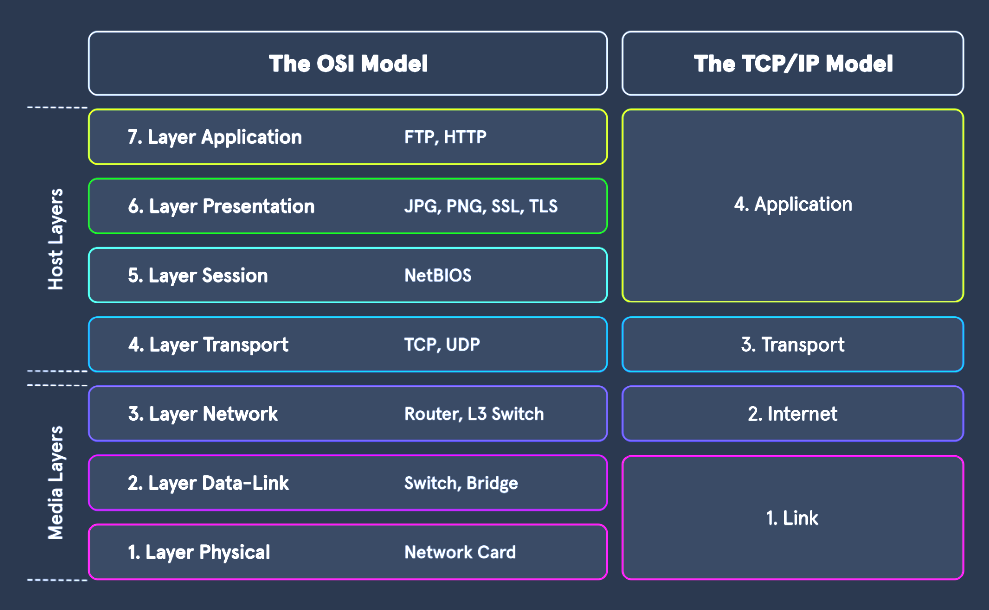 The OSI Model
The TCP/IP Model
Host Layers
7. Layer Application FTP, HTTP
6. Layer Presentation JPG, PNG, SSL, TLS
5. Layer Session NetBIOS
4. Layer Transport TCP, UDP
4. Application
3. Transport
Media Layers
3. Layer Network Router, L3 Switch
2. Layer Data-Link Switch, Bridge
1. Layer Physical Network Card
2. Internet
1. Link